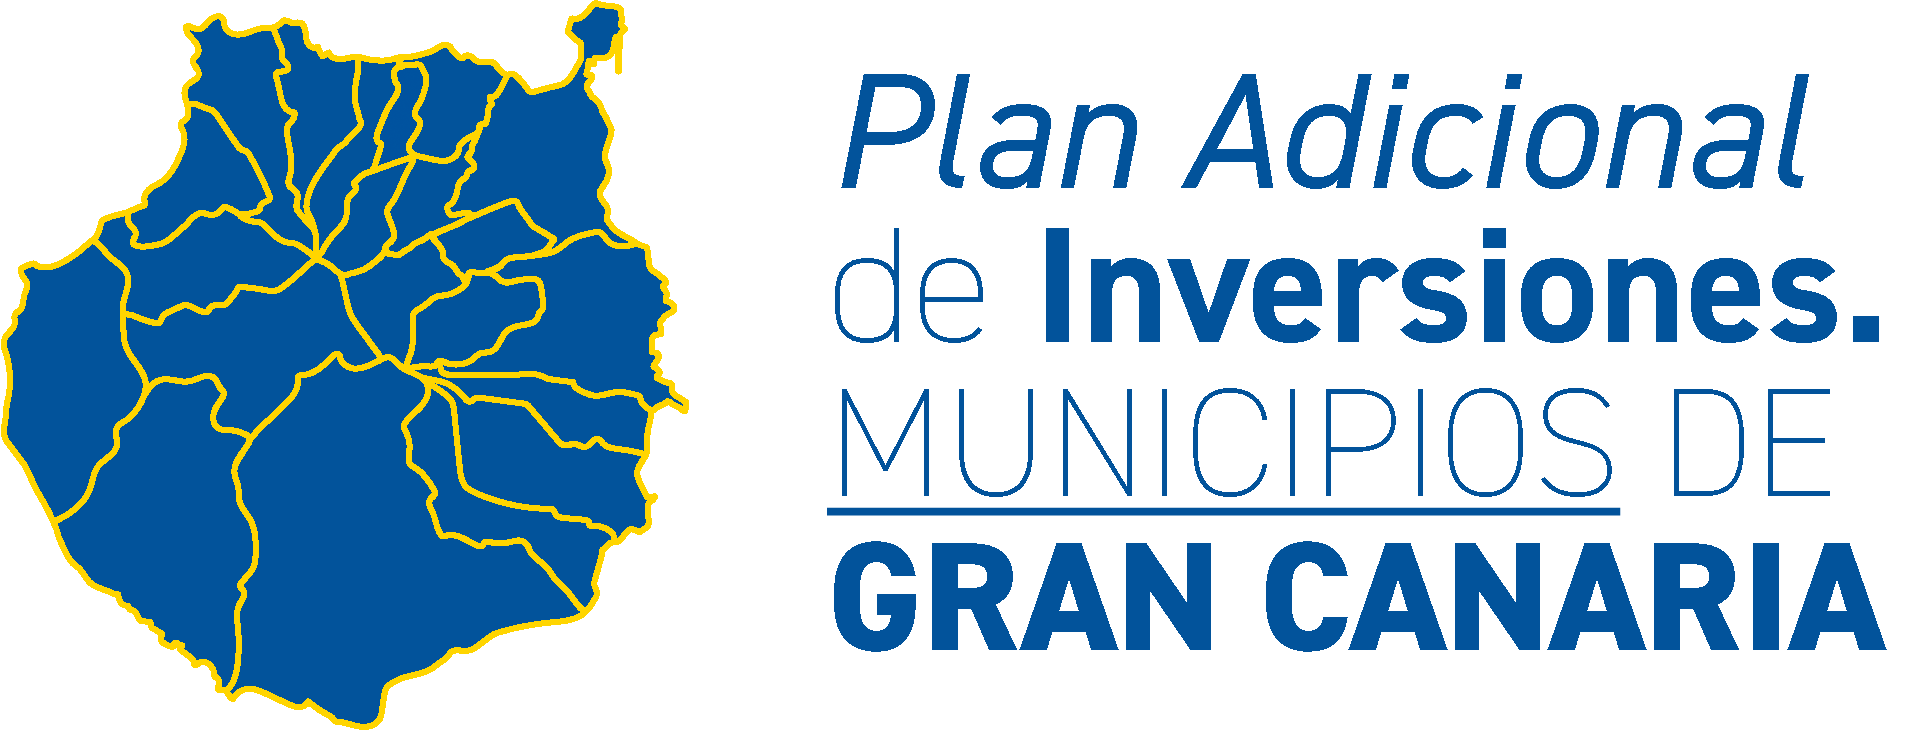 Plan Adicional
de Inversiones.
MUNICIPIOS DE
GRAN CANARIA